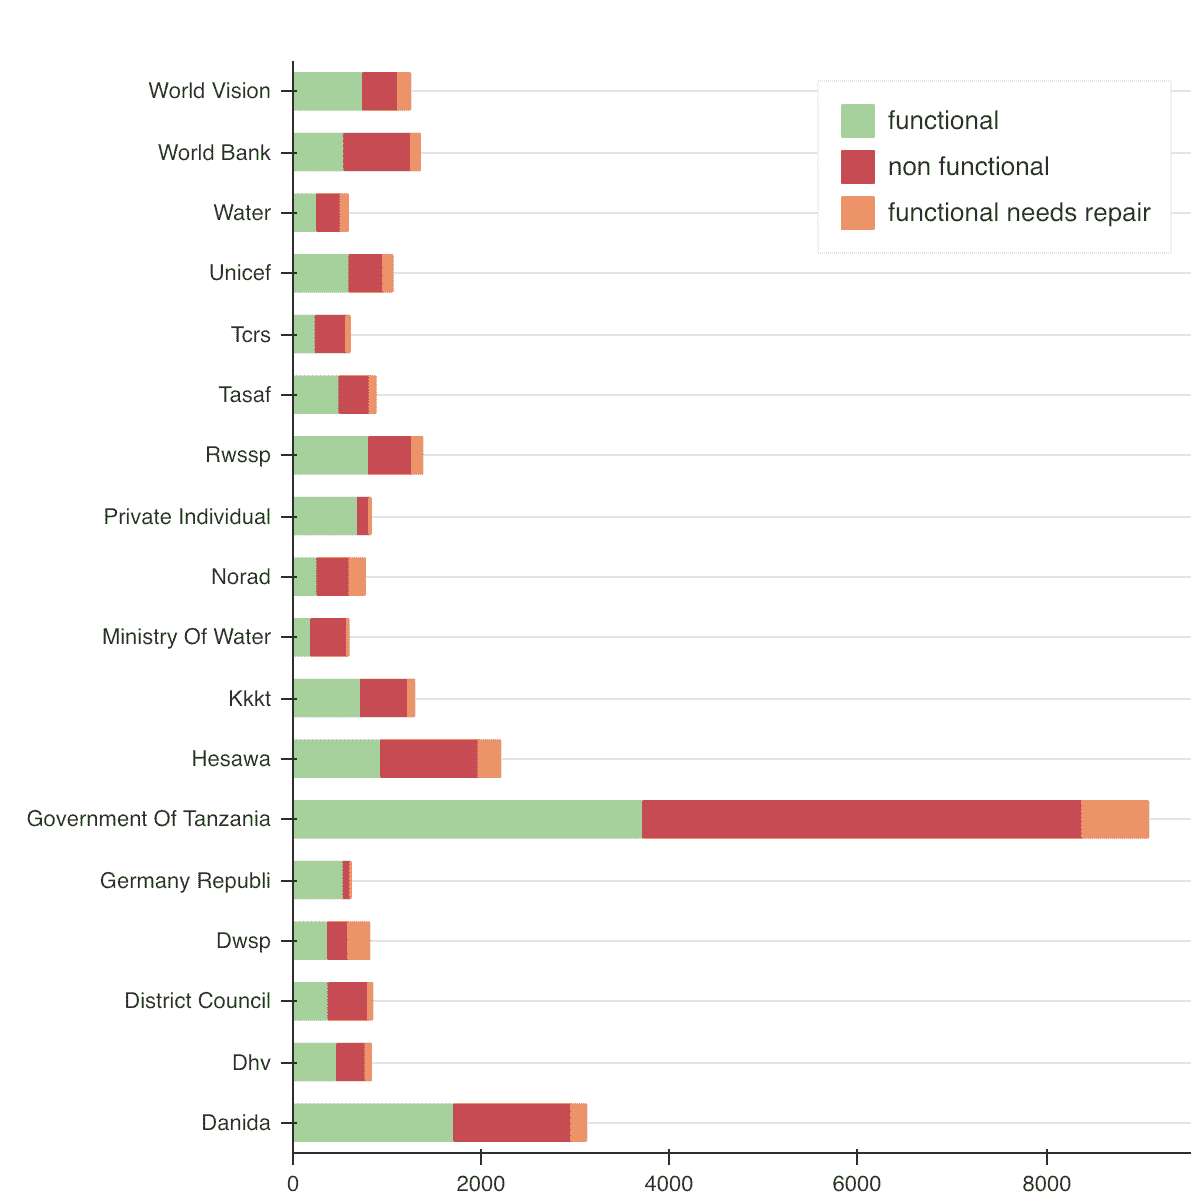 World Vision
World Bank
Water
Unicef
Tcrs
Tasaf
Rwssp
Private Individual
Norad
Ministry Of Water
Kkkt
Hesawa
Government Of Tanzania
Germany Republi
Dwsp
District Council
Dhv
Danida
functional
non functional
functional needs repair
0 2000 4000 6000 8000